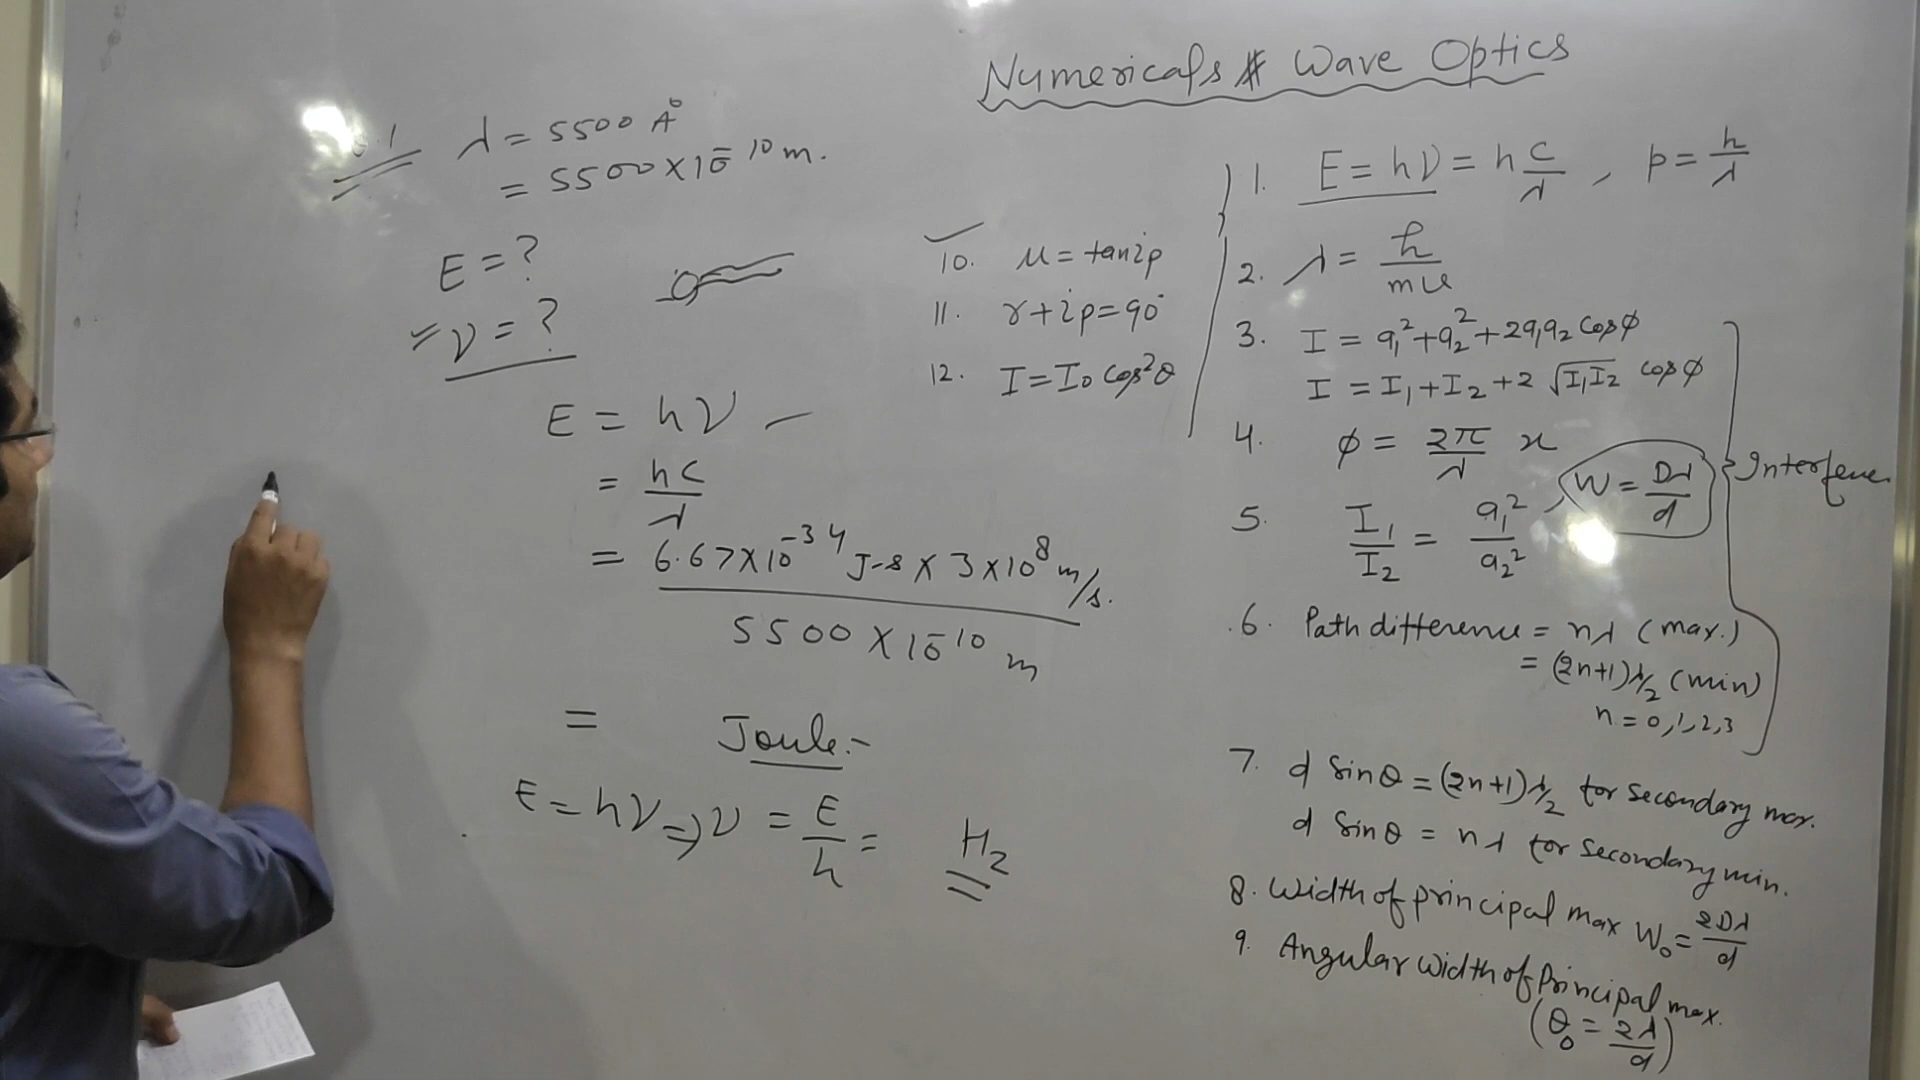 Numericals # Wave Optics
.1 λ = 5500 A°
= 5500×10⁻¹⁰ m.
E = ?
ν = ?
E = hν
= hc/λ
= 6.67×10⁻³⁴ J-s × 3×10⁸ m/s.
5500×10⁻¹⁰ m
= Joule.-
E = hν ⇒ ν = E/h = Hz
10. μ = tan ip
11. r + ip = 90°
12. I = I₀ cos²θ
1. E = hν = h c/λ , p = h/λ
2. λ = h/mv
3. I = a₁² + a₂² + 2a₁a₂ cosφ
I = I₁ + I₂ + 2 √I₁I₂ cosφ
4. φ = 2π/λ x
5. I₁/I₂ = a₁²/a₂² , W = Dλ/d
Interference
6. Path difference = nλ (max.)
= (2n+1)λ/2 (min)
n = 0,1,2,3
7. d sinθ = (2n+1)λ/2 for secondary max.
d sinθ = nλ for secondary min.
8. Width of principal max W₀ = 2Dλ/d
9. Angular width of Principal max.
(θ₀ = 2λ/d)